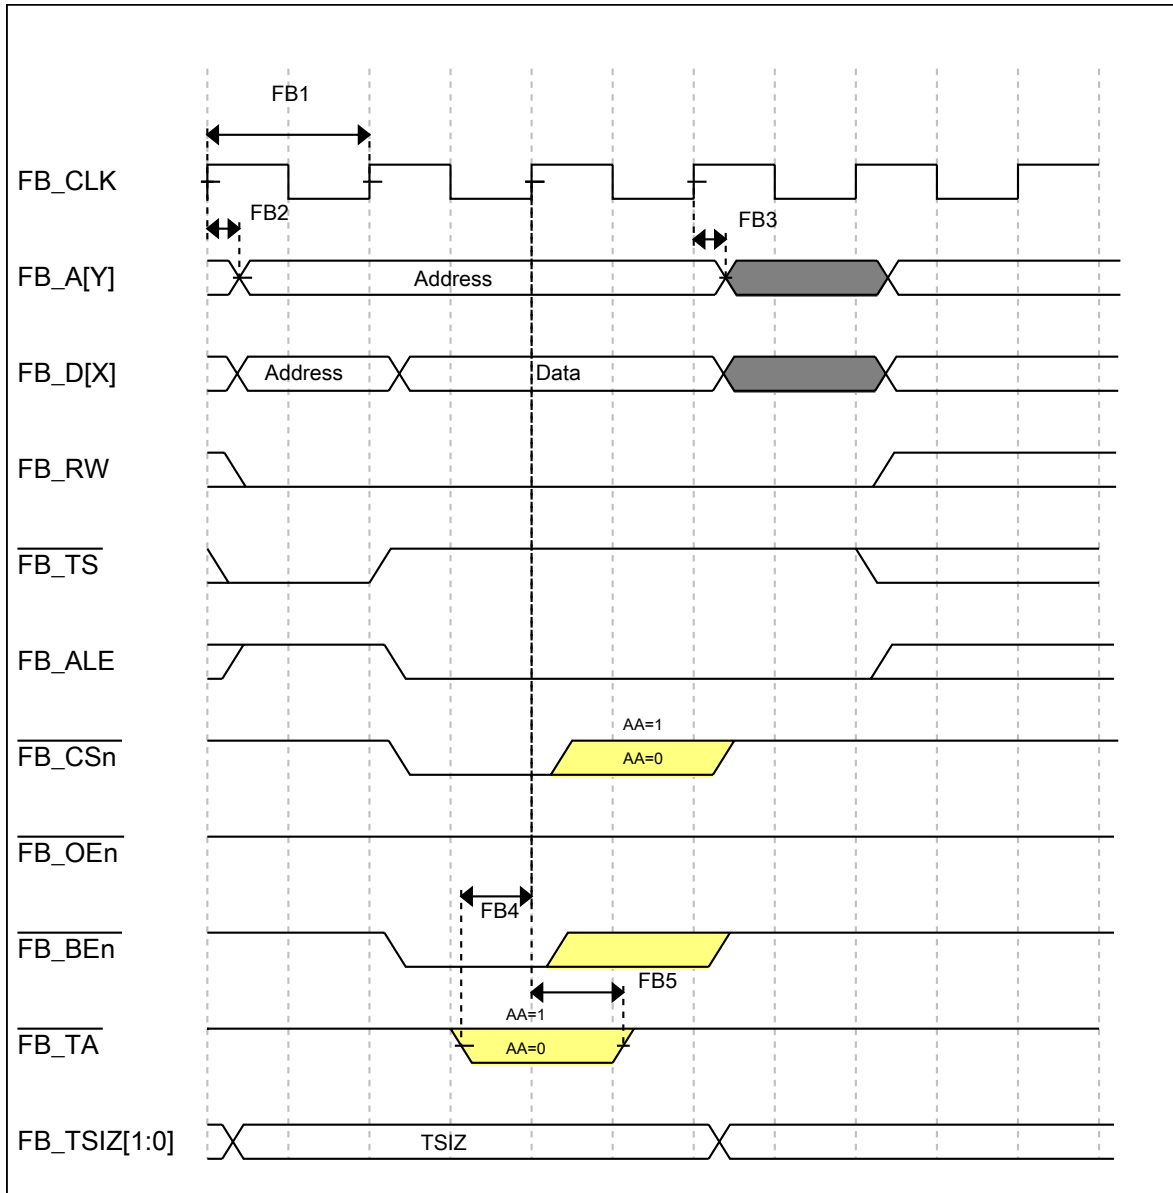 FB1
FB_CLK
FB2
FB3
FB_A[Y]
Address
FB_D[X]
Address
Data
FB_RW
FB_TS
FB_ALE
AA=1
FB_CSn
AA=0
FB_OEn
FB4
FB_BEn
FB5
AA=1
FB_TA
AA=0
FB_TSIZ[1:0]
TSIZ